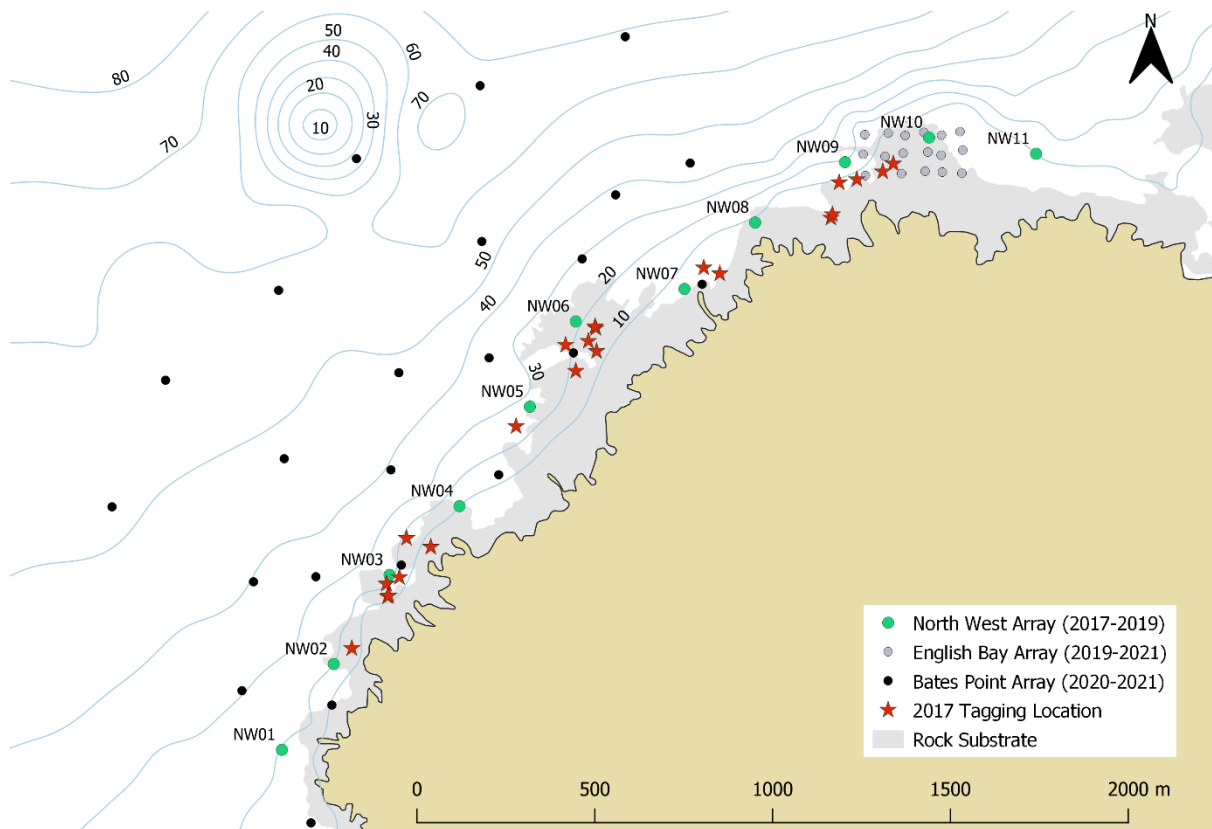 50
60
40
N
80
20
70
30
10
NW10
70
NW11
NW09
NW08
50
20
NW07
40
NW06
10
30
NW05
NW04
NW03
North West Array (2017-2019)
NW02
English Bay Array (2019-2021)
Bates Point Array (2020-2021)
2017 Tagging Location
NW01
Rock Substrate
0 500 1000 1500 2000 m